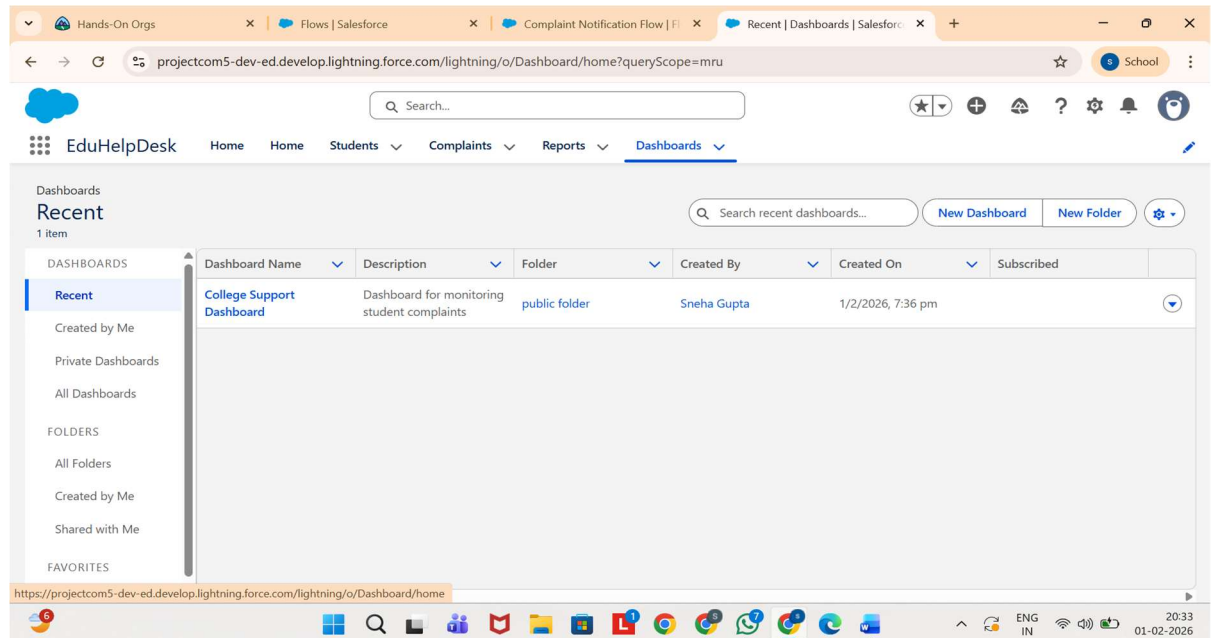 Hands-On Orgs
Flows | Salesforce
Complaint Notification Flow | Fl
Recent | Dashboards | Salesforc
projectcom5-dev-ed.develop.lightning.force.com/lightning/o/Dashboard/home?queryScope=mru
s School
Search...
EduHelpDesk Home Home Students Complaints Reports Dashboards
Dashboards
Recent
1 item
Search recent dashboards...
New Dashboard
New Folder
DASHBOARDS
Recent
Created by Me
Private Dashboards
All Dashboards
FOLDERS
All Folders
Created by Me
Shared with Me
FAVORITES
Dashboard Name Description Folder Created By Created On Subscribed
College Support
Dashboard
Dashboard for monitoring
student complaints
public folder
Sneha Gupta
1/2/2026, 7:36 pm
https://projectcom5-dev-ed.develop.lightning.force.com/lightning/o/Dashboard/home
6
L
9
s
7
s
w
ENG
IN
20:33
01-02-2026